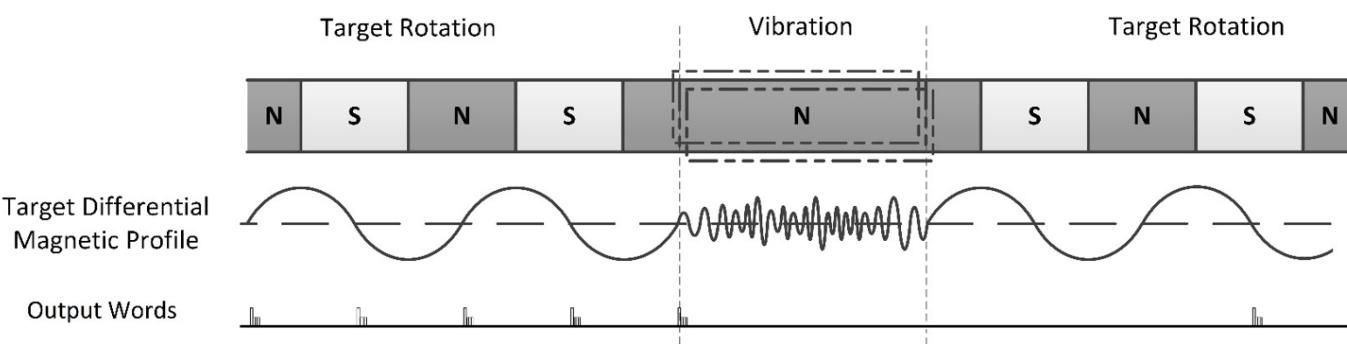 Target Rotation Vibration Target Rotation
N S N S N S N S N
Target Differential
Magnetic Profile
Output Words